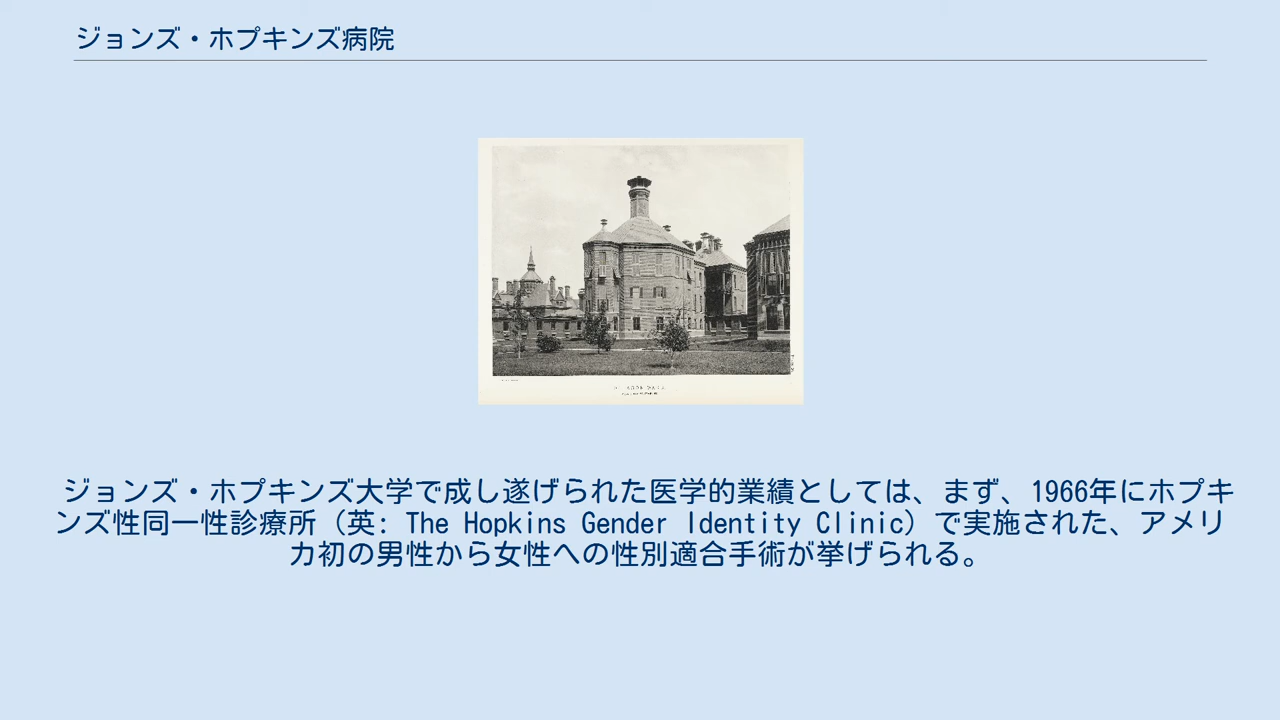 ジョンズ・ホプキンズ病院
ジョンズ・ホプキンズ大学で成し遂げられた医学的業績としては、まず、1966年にホプキ
ンズ性同一性診療所（英: The Hopkins Gender Identity Clinic）で実施された、アメリ
カ初の男性から女性への性別適合手術が挙げられる。